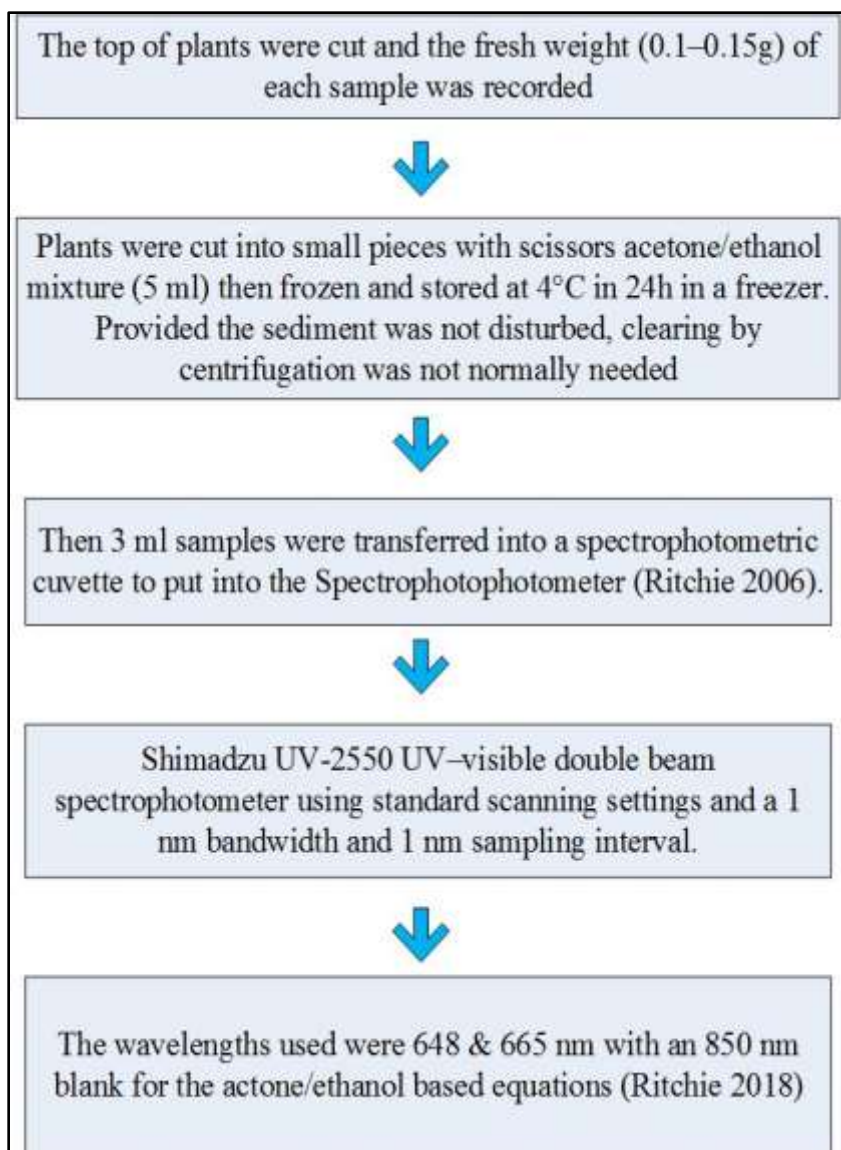 The top of plants were cut and the fresh weight (0.1–0.15g) of
each sample was recorded
Plants were cut into small pieces with scissors acetone/ethanol
mixture (5 ml) then frozen and stored at 4°C in 24h in a freezer.
Provided the sediment was not disturbed, clearing by
centrifugation was not normally needed
Then 3 ml samples were transferred into a spectrophotometric
cuvette to put into the Spectrophotophotometer (Ritchie 2006).
Shimadzu UV-2550 UV–visible double beam
spectrophotometer using standard scanning settings and a 1
nm bandwidth and 1 nm sampling interval.
The wavelengths used were 648 & 665 nm with an 850 nm
blank for the actone/ethanol based equations (Ritchie 2018)